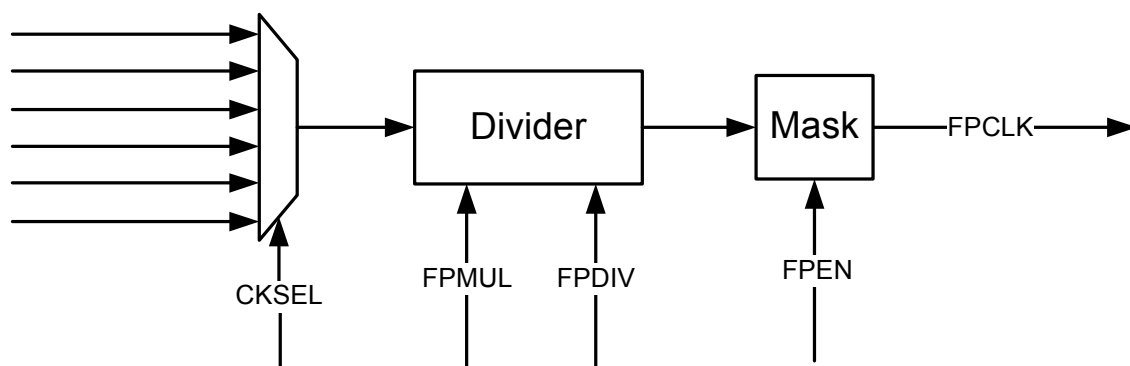 Divider
Mask
FPCLK
FPMUL
FPDIV
FPEN
CKSEL